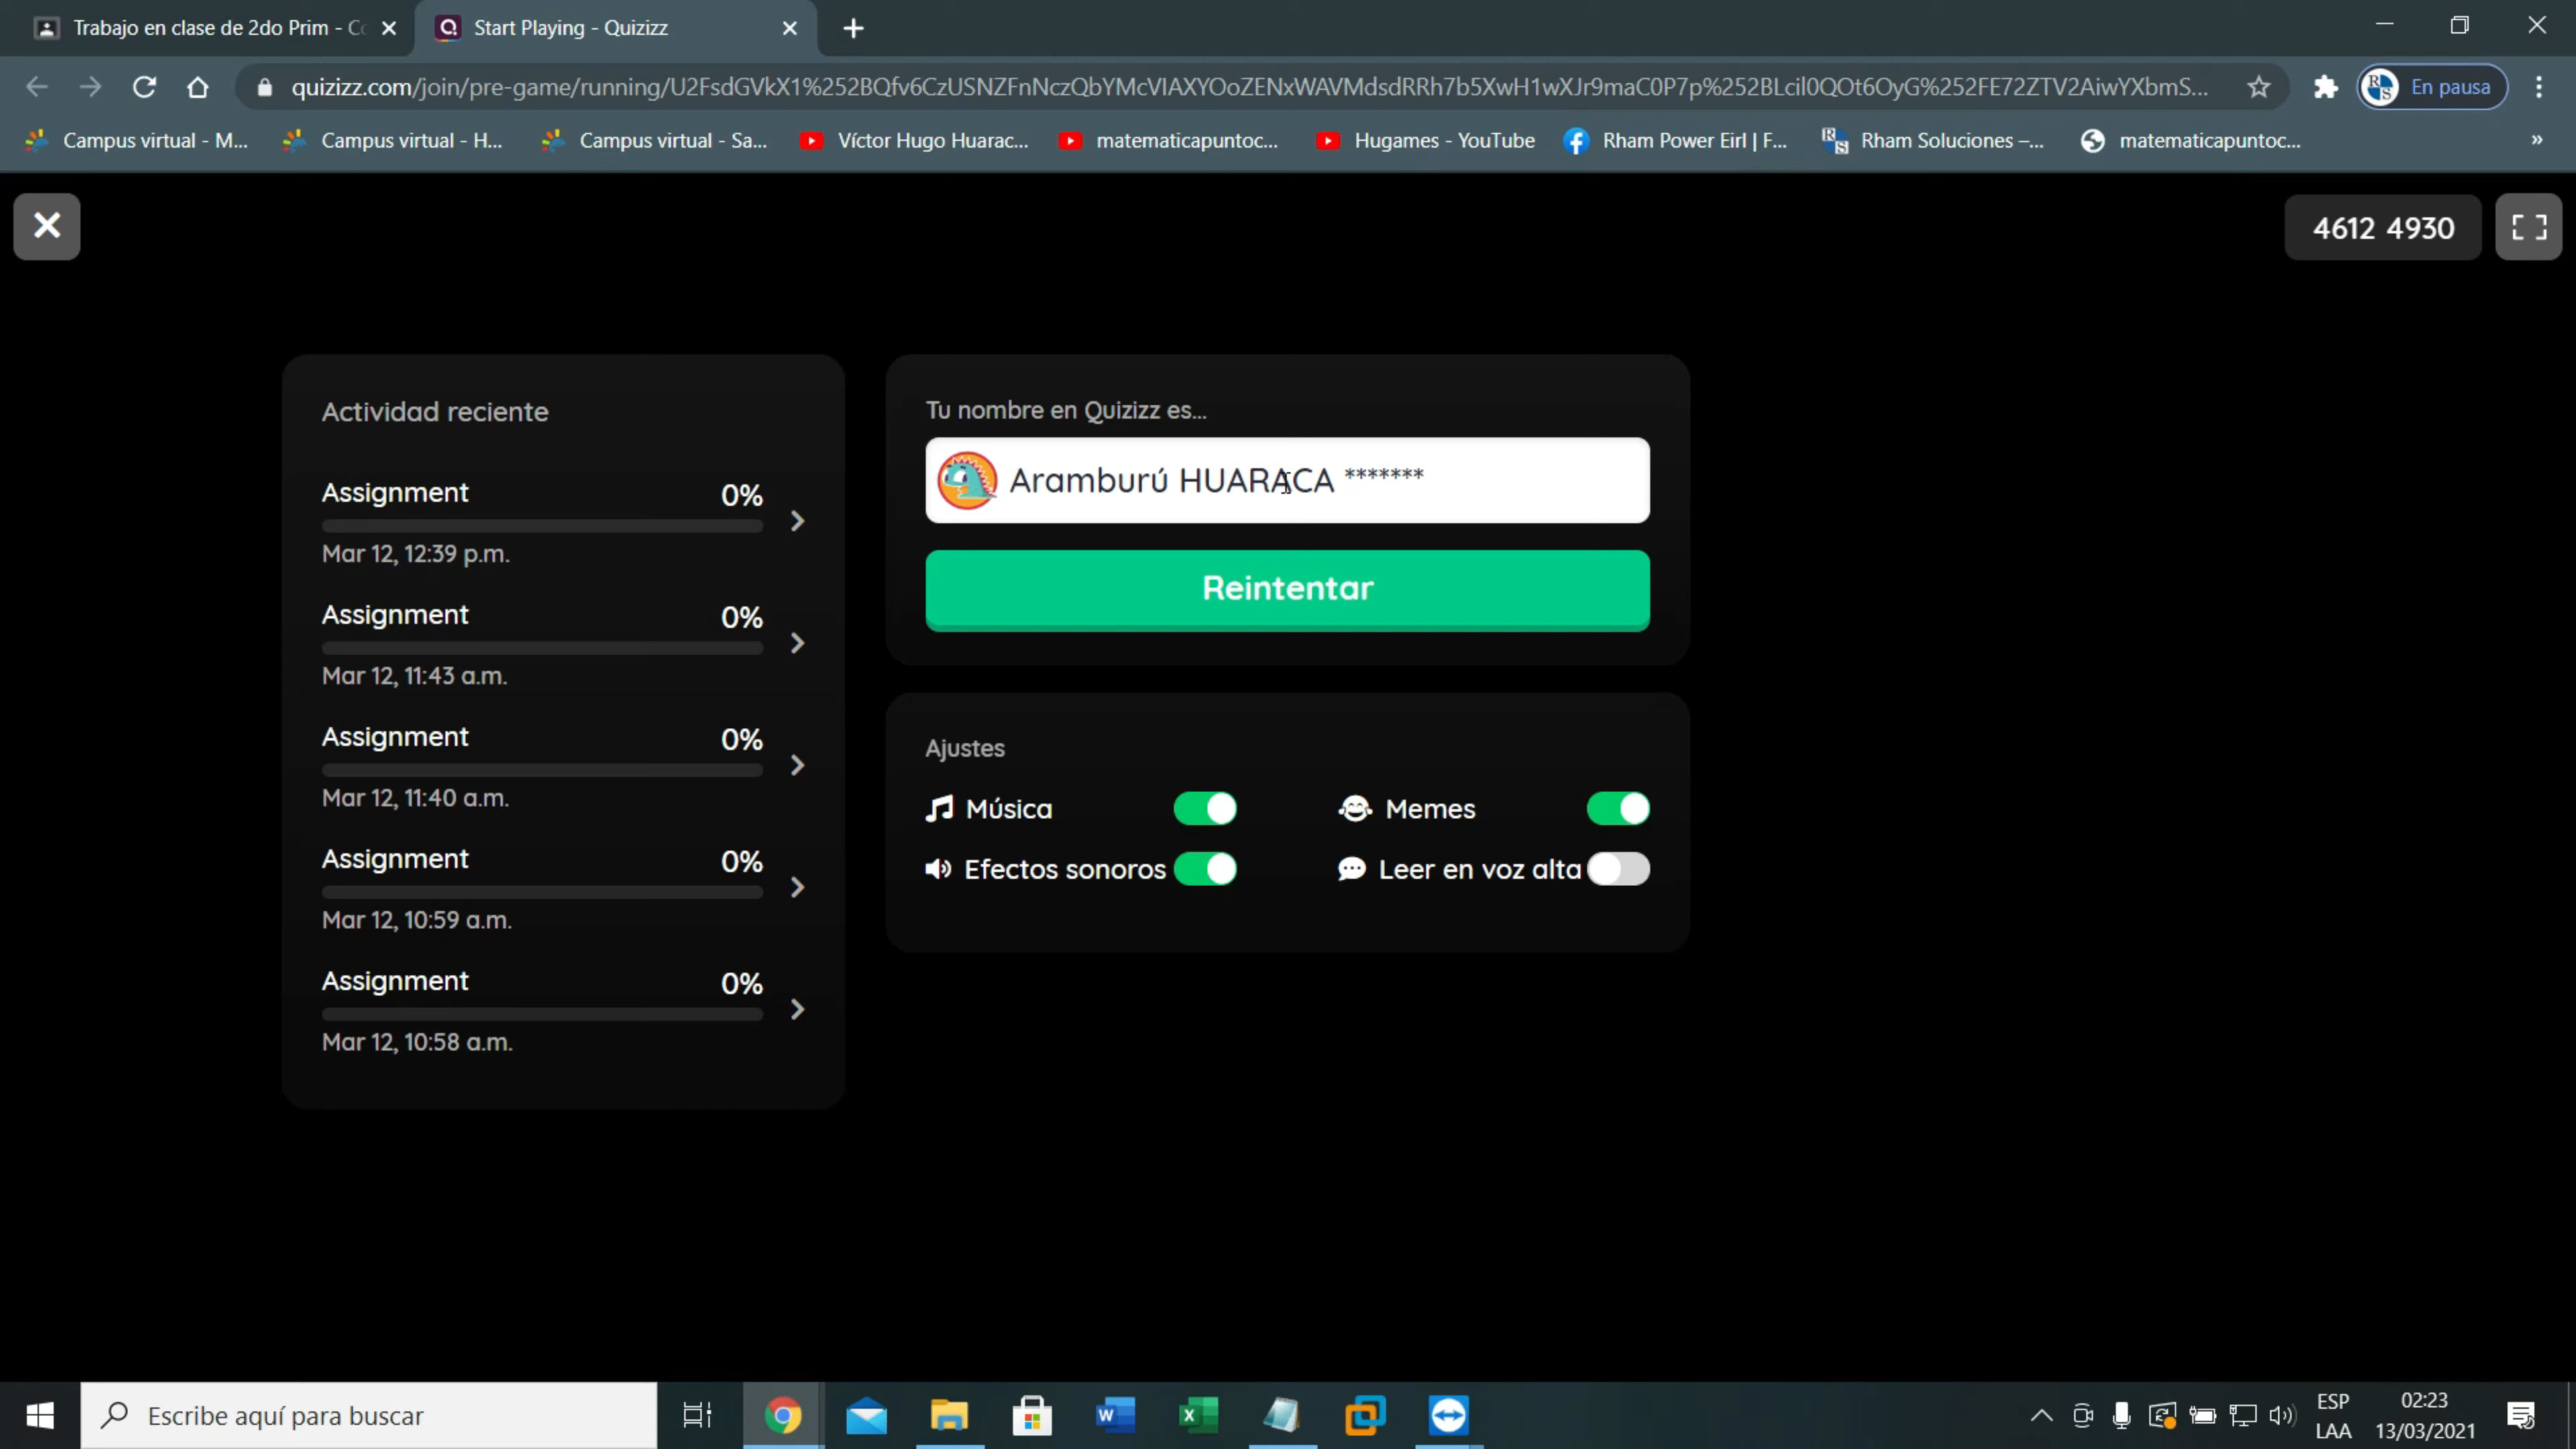 Trabajo en clase de 2do Prim - Co
Start Playing - Quizizz
quizizz.com/join/pre-game/running/U2FsdGVkX1%252BQfv6CzUSNZFnNczQbYMcVIAXYOoZENxWAVMdsdRRh7b5XwH1wXJr9maC0P7p%252BLcil0QOt6OyG%252FE72ZTV2AiwYXbmS...
En pausa
Campus virtual - M...
Campus virtual - H...
Campus virtual - Sa...
Víctor Hugo Huarac...
matematicapuntoc...
Hugames - YouTube
Rham Power Eirl | F...
Rham Soluciones –...
matematicapuntoc...
4612 4930
Actividad reciente
Assignment 0%
Mar 12, 12:39 p.m.
Assignment 0%
Mar 12, 11:43 a.m.
Assignment 0%
Mar 12, 11:40 a.m.
Assignment 0%
Mar 12, 10:59 a.m.
Assignment 0%
Mar 12, 10:58 a.m.
Tu nombre en Quizizz es...
Aramburú HUARACA *******
Reintentar
Ajustes
Música
Memes
Efectos sonoros
Leer en voz alta
Escribe aquí para buscar
ESP
LAA
02:23
13/03/2021